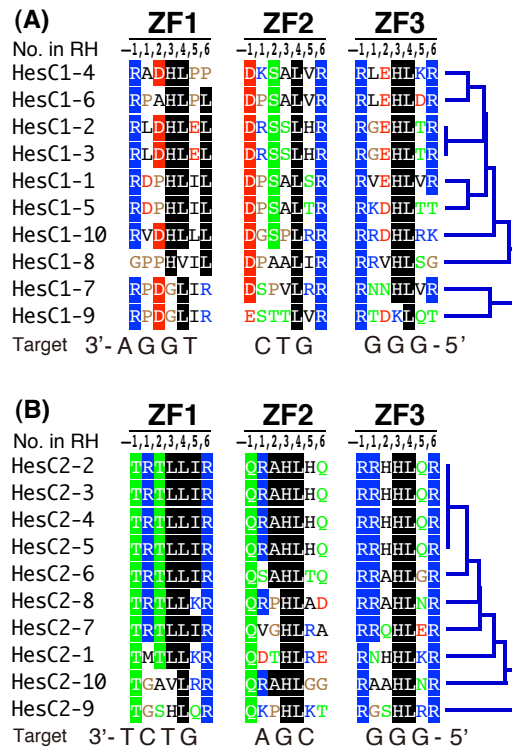 (A) ZF1 ZF2 ZF3
No. in RH −1,1,2,3,4,5,6 −1,1,2,3,4,5,6 −1,1,2,3,4,5,6
HesC1-4 RADHLPP DKSALVR RLEHLKR
HesC1-6 RPAHLPL DPSALVR RLEHLDR
HesC1-2 RLDHLEL DRSSLHR RGEHLTR
HesC1-3 RLDHLEL DRSSLHR RGEHLTR
HesC1-1 RDPHLIL DPSALSR RVEHLVR
HesC1-5 RDPHLIL DPSALTR RKDHLTT
HesC1-10 RVDHLLL DGSPLRR RRDHLRK
HesC1-8 GPPHVIL DPAALIR RRVHLSG
HesC1-7 RPDGLIR DSPVLRR RNNHLVR
HesC1-9 RPDGLIR ESTTLVR RTDKLQT
Target 3'- A G G T C T G G G G - 5'
(B) ZF1 ZF2 ZF3
No. in RH −1,1,2,3,4,5,6 −1,1,2,3,4,5,6 −1,1,2,3,4,5,6
HesC2-2 TRTLLIR QRAHLHQ RRHHLQR
HesC2-3 TRTLLIR QRAHLHQ RRHHLQR
HesC2-4 TRTLLIR QRAHLHQ RRHHLQR
HesC2-5 TRTLLIR QRAHLHQ RRHHLQR
HesC2-6 TRTLLIR QSAHLTQ RRAHLGR
HesC2-8 TRTLLKR QRPHLAD RRAHLNR
HesC2-7 TRTLLIR QVGHLRA RRQHLER
HesC2-1 TMTLLKR QDTHLRE RNHHLKR
HesC2-10 TGAVLRR QRAHLGG RAAHLNR
HesC2-9 TGSHLQR QKPHLKT RGSHLRR
Target 3'- T C T G A G C G G G - 5'